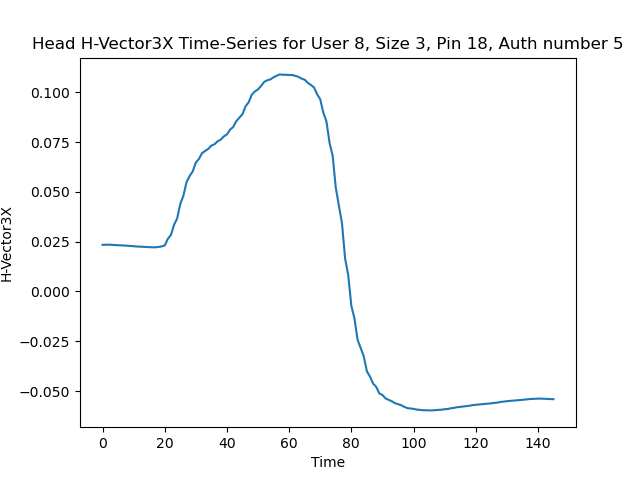 Head H-Vector3X Time-Series for User 8, Size 3, Pin 18, Auth number 5
H-Vector3X
0.100
0.075
0.050
0.025
0.000
−0.025
−0.050
0 20 40 60 80 100 120 140
Time